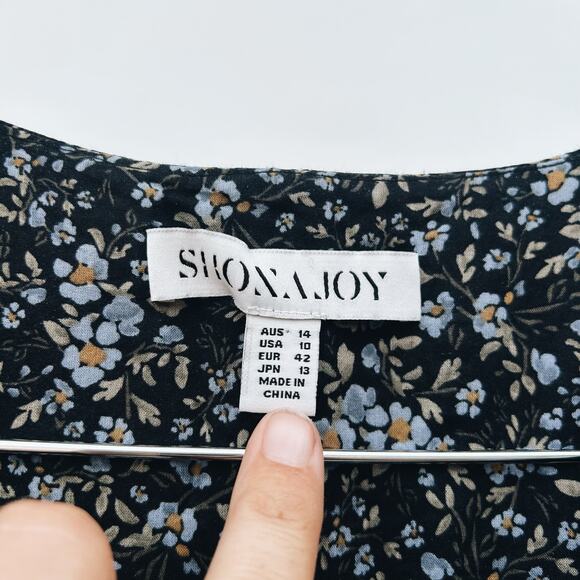 SHONAJOY
AUS 14
USA 10
EUR 42
JPN 13
MADE IN
CHINA